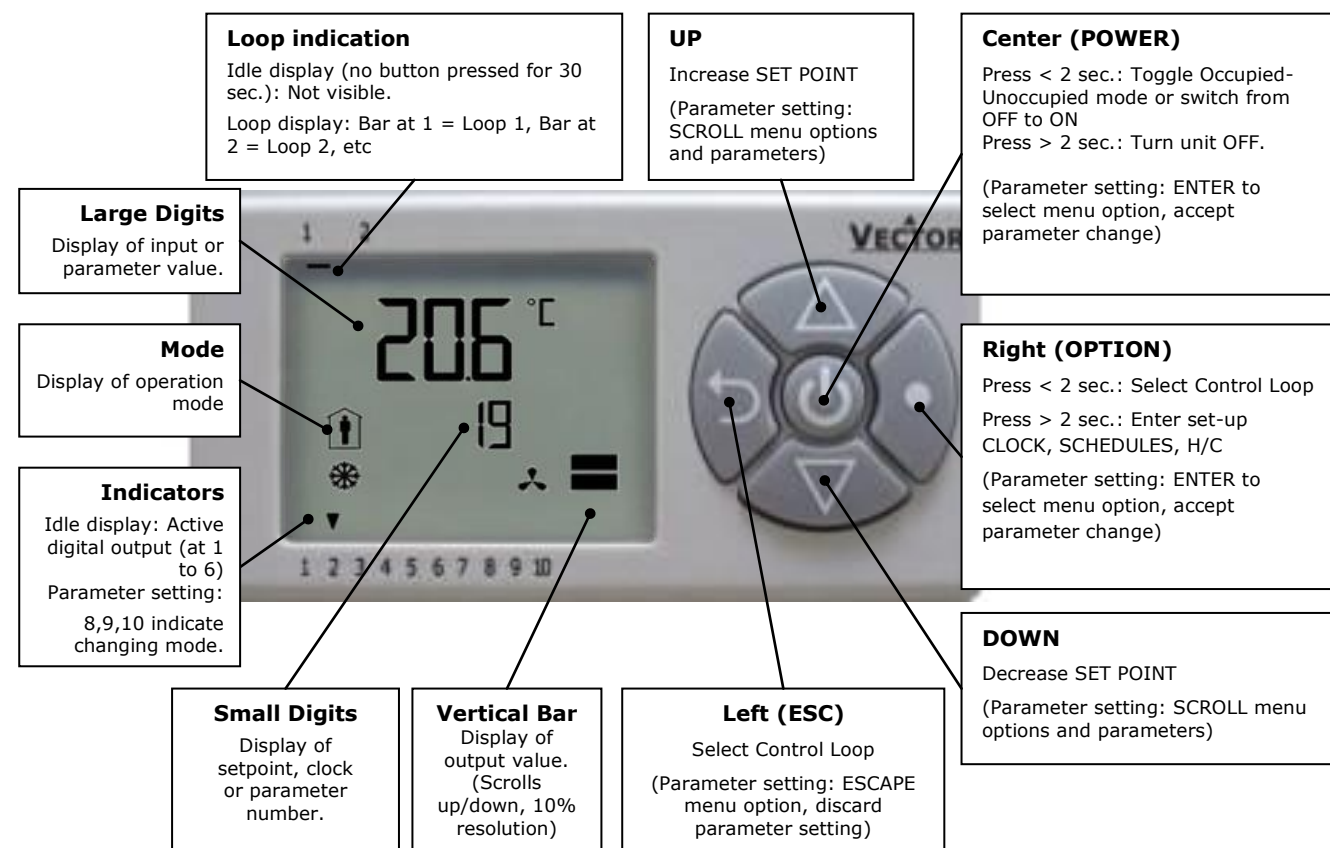 Loop indication
Idle display (no button pressed for 30
sec.): Not visible.
Loop display: Bar at 1 = Loop 1, Bar at
2 = Loop 2, etc
UP
Increase SET POINT
(Parameter setting:
SCROLL menu options
and parameters)
Center (POWER)
Press < 2 sec.: Toggle Occupied-
Unoccupied mode or switch from
OFF to ON
Press > 2 sec.: Turn unit OFF.
(Parameter setting: ENTER to
select menu option, accept
parameter change)
Large Digits
Display of input or
parameter value.
Mode
Display of operation
mode
Indicators
Idle display: Active
digital output (at 1
to 6)
Parameter setting:
8,9,10 indicate
changing mode.
1 2
20.6 °C
19
1 2 3 4 5 6 7 8 9 10
VECTOR
Right (OPTION)
Press < 2 sec.: Select Control Loop
Press > 2 sec.: Enter set-up
CLOCK, SCHEDULES, H/C
(Parameter setting: ENTER to
select menu option, accept
parameter change)
DOWN
Decrease SET POINT
(Parameter setting: SCROLL menu
options and parameters)
Small Digits
Display of
setpoint, clock
or parameter
number.
Vertical Bar
Display of
output value.
(Scrolls
up/down, 10%
resolution)
Left (ESC)
Select Control Loop
(Parameter setting: ESCAPE
menu option, discard
parameter setting)